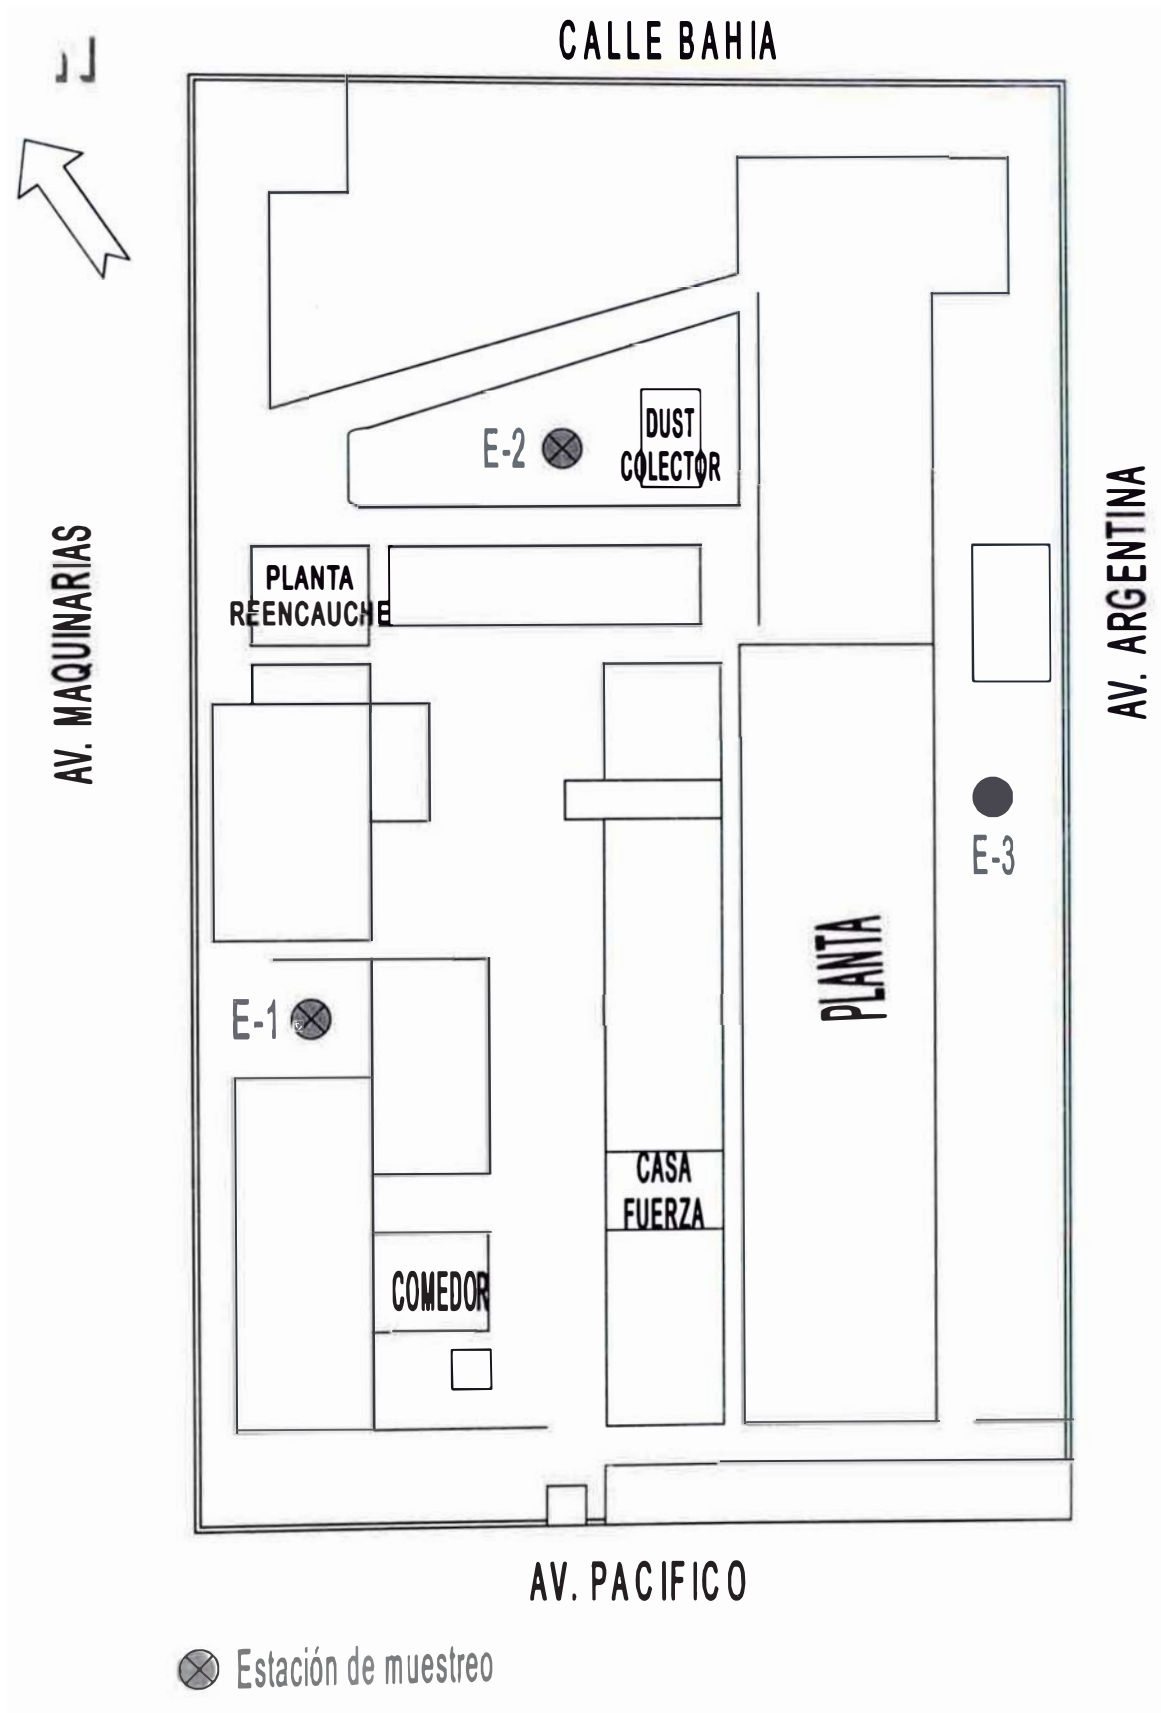 CALLE BAHIA
E-2
DUST
COLECTOR
AV. MAQUINARIAS
PLANTA
REENCAUCHE
AV. ARGENTINA
E-3
PLANTA
E-1
CASA
FUERZA
COMEDOR
AV. PACIFICO
Estación de muestreo